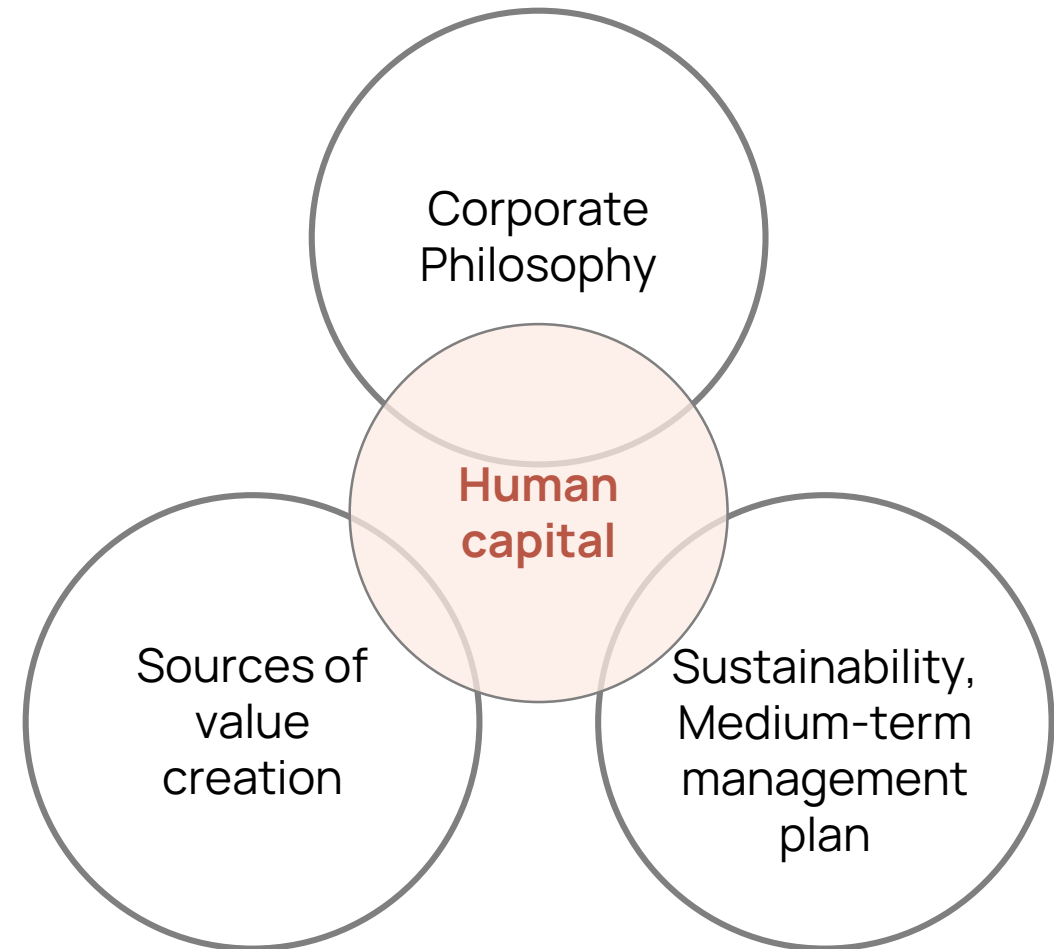 Corporate
Philosophy
Human
capital
Sources of
value
creation
Sustainability,
Medium-term
management
plan